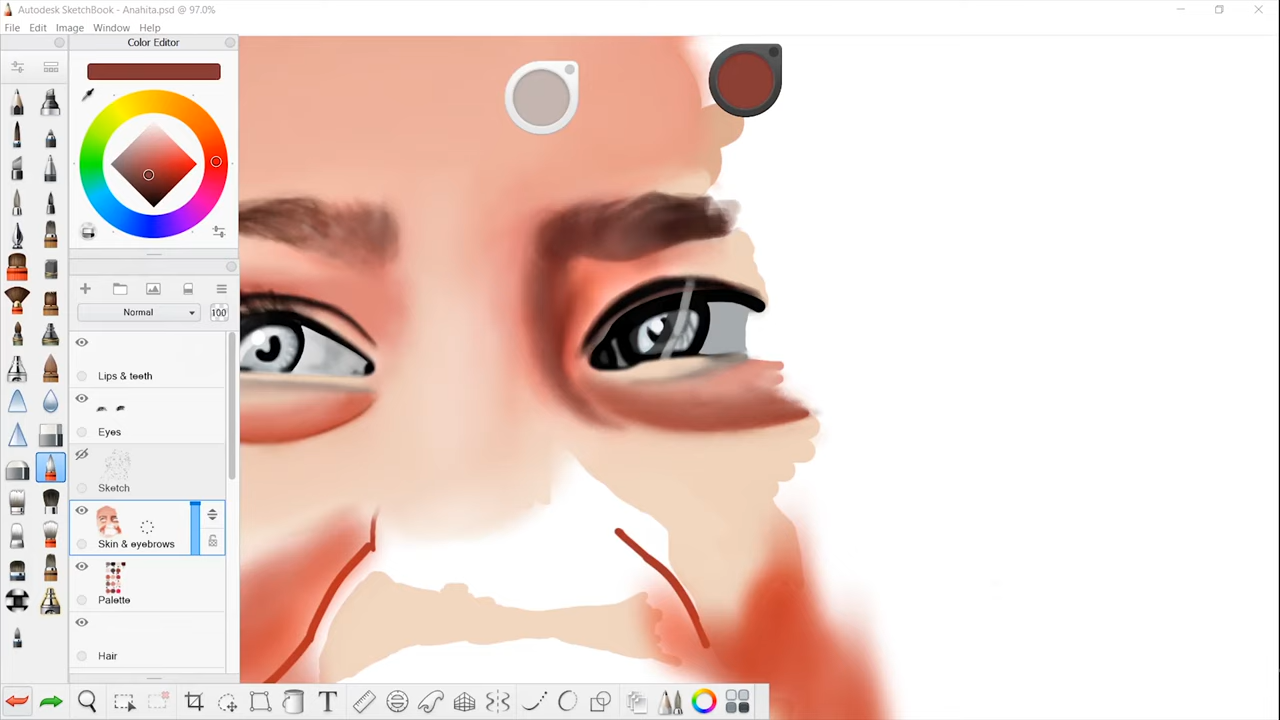 Autodesk SketchBook - Anahita.psd @ 97.0%
File Edit Image Window Help
Color Editor
Normal 100
Lips & teeth
Eyes
Sketch
Skin & eyebrows
Palette
Hair
T